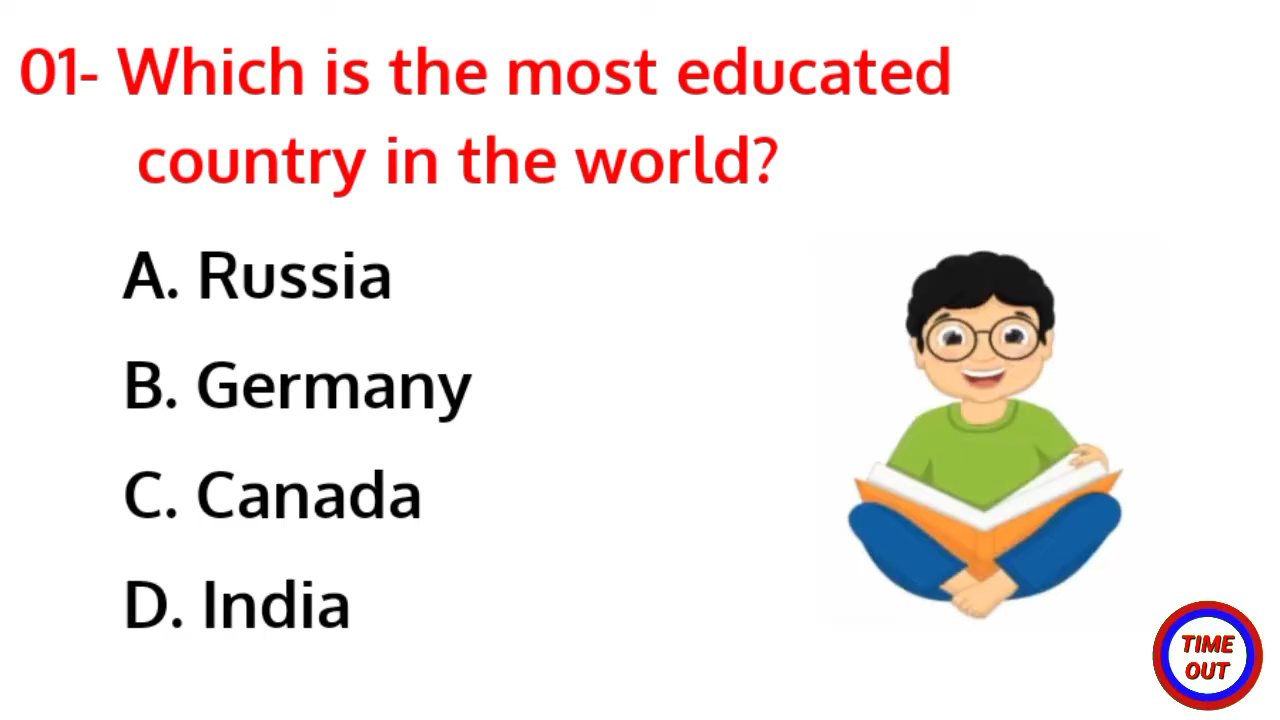 01- Which is the most educated
country in the world?
A. Russia
B. Germany
C. Canada
D. India
TIME
OUT